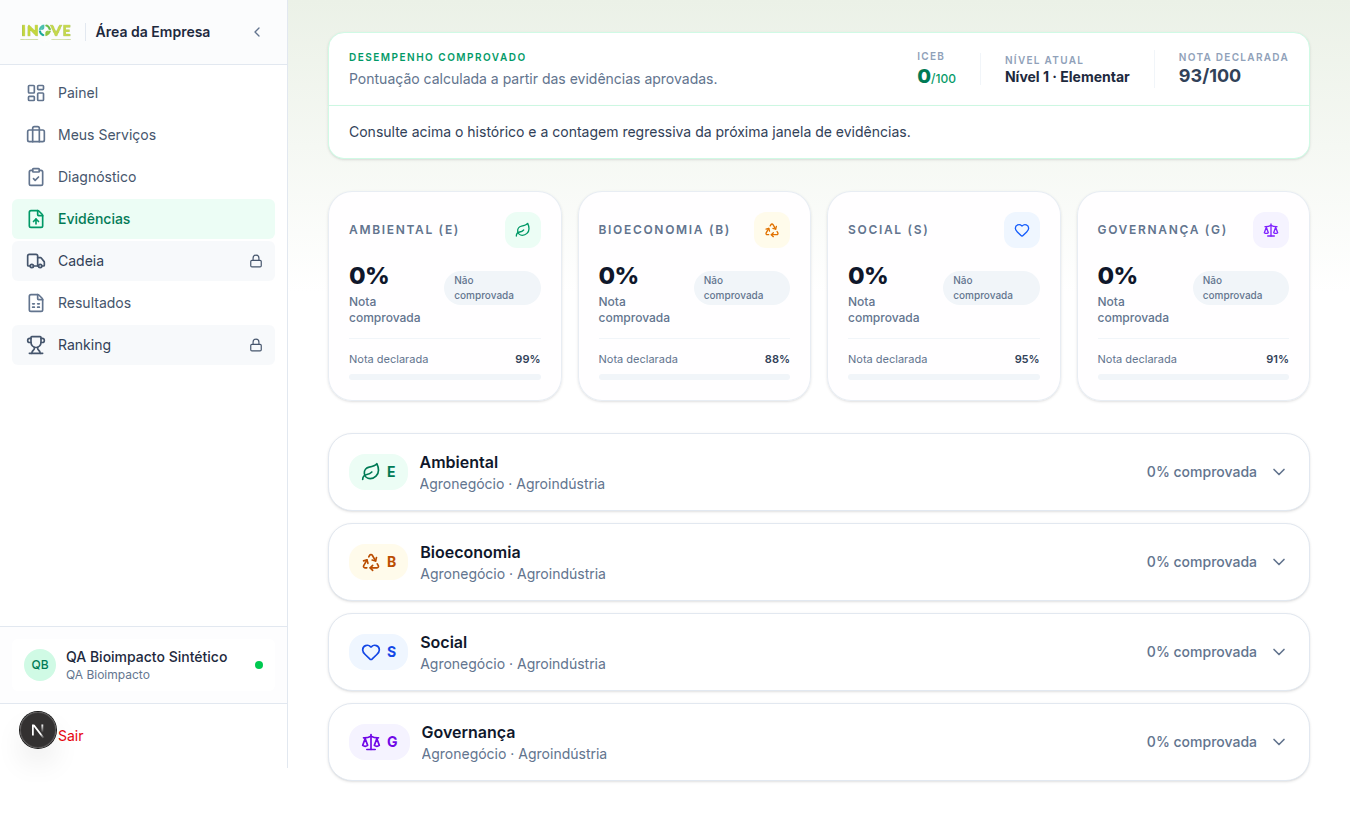 INOVE
Área da Empresa
Painel
Meus Serviços
Diagnóstico
Evidências
Cadeia
Resultados
Ranking
QB
QA Bioimpacto Sintético
QA Bioimpacto
N
Sair
DESEMPENHO COMPROVADO
Pontuação calculada a partir das evidências aprovadas.
ICEB
0/100
NÍVEL ATUAL
Nível 1 · Elementar
NOTA DECLARADA
93/100
Consulte acima o histórico e a contagem regressiva da próxima janela de evidências.
AMBIENTAL (E)
0%
Nota
comprovada
Não
comprovada
Nota declarada
99%
BIOECONOMIA (B)
0%
Nota
comprovada
Não
comprovada
Nota declarada
88%
SOCIAL (S)
0%
Nota
comprovada
Não
comprovada
Nota declarada
95%
GOVERNANÇA (G)
0%
Nota
comprovada
Não
comprovada
Nota declarada
91%
E
Ambiental
Agronegócio · Agroindústria
0% comprovada
B
Bioeconomia
Agronegócio · Agroindústria
0% comprovada
S
Social
Agronegócio · Agroindústria
0% comprovada
G
Governança
Agronegócio · Agroindústria
0% comprovada